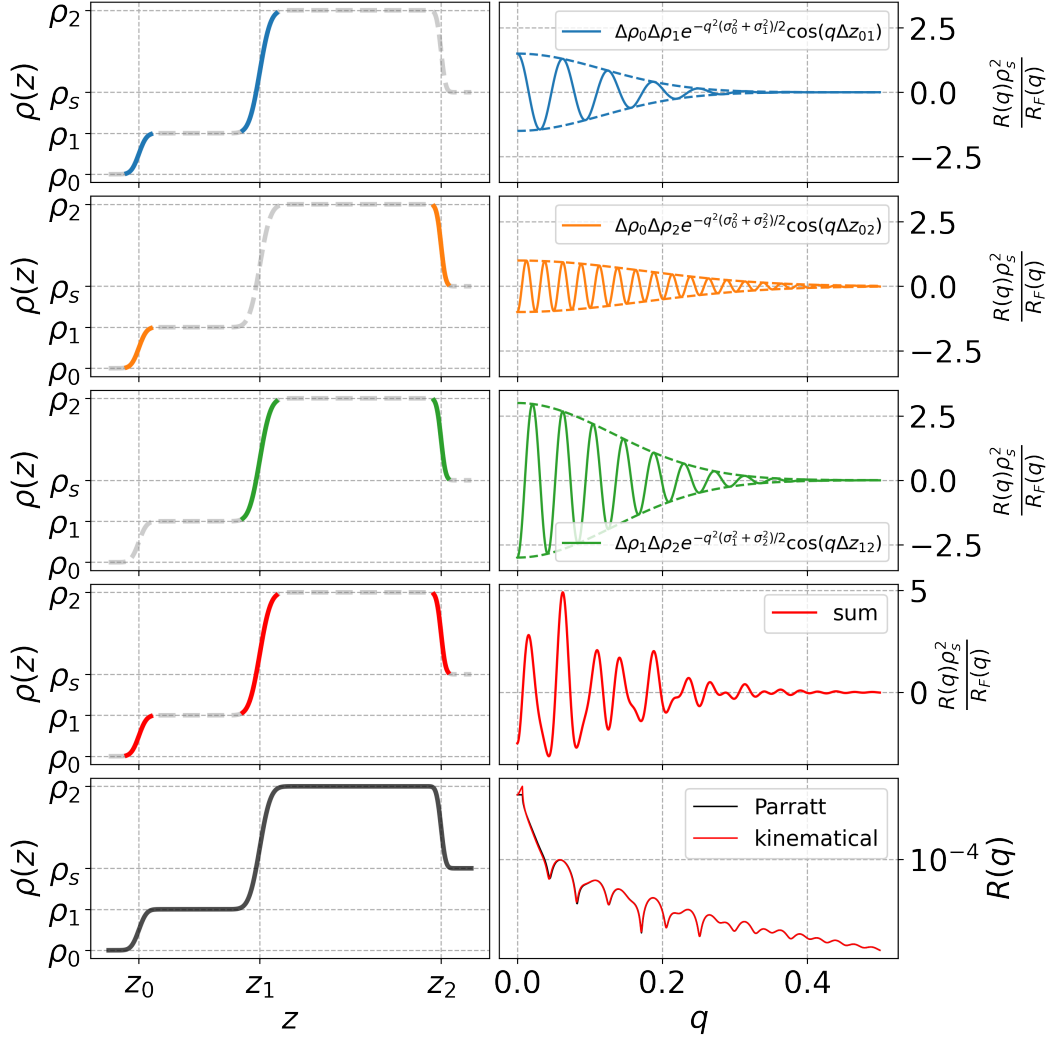 ρ(z)
ρ₂
ρₛ
ρ₁
ρ₀
Δρ₀Δρ₁e^{-q²(σ₀²+σ₁²)/2}cos(qΔz₀₁)
2.5
0.0
−2.5
R(q)ρₛ²
R_F(q)
ρ(z)
ρ₂
ρₛ
ρ₁
ρ₀
Δρ₀Δρ₂e^{-q²(σ₀²+σ₂²)/2}cos(qΔz₀₂)
2.5
0.0
−2.5
R(q)ρₛ²
R_F(q)
ρ(z)
ρ₂
ρₛ
ρ₁
ρ₀
Δρ₁Δρ₂e^{-q²(σ₁²+σ₂²)/2}cos(qΔz₁₂)
2.5
0.0
−2.5
R(q)ρₛ²
R_F(q)
ρ(z)
ρ₂
ρₛ
ρ₁
ρ₀
sum
5
0
R(q)ρₛ²
R_F(q)
ρ(z)
ρ₂
ρₛ
ρ₁
ρ₀
z₀
z₁
z₂
z
Parratt
kinematical
10⁻⁴
R(q)
0.0
0.2
0.4
q